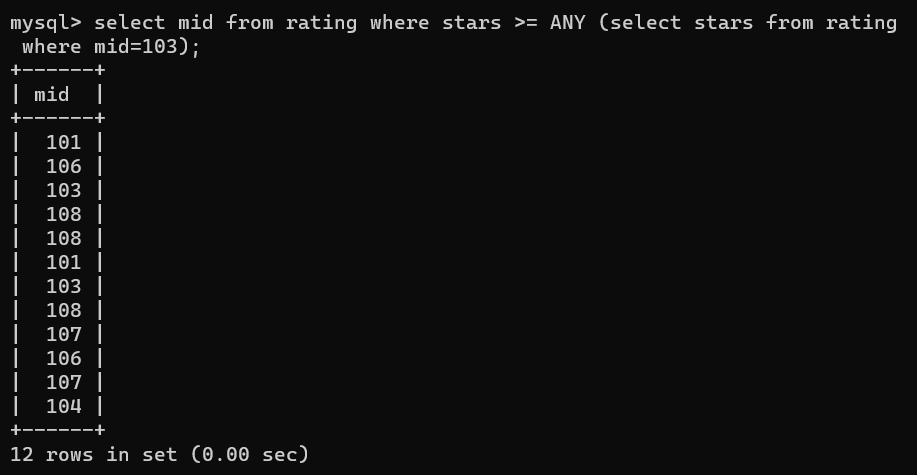 mysql> select mid from rating where stars >= ANY (select stars from rating
 where mid=103);
+------+
| mid  |
+------+
|  101 |
|  106 |
|  103 |
|  108 |
|  108 |
|  101 |
|  103 |
|  108 |
|  107 |
|  106 |
|  107 |
|  104 |
+------+
12 rows in set (0.00 sec)